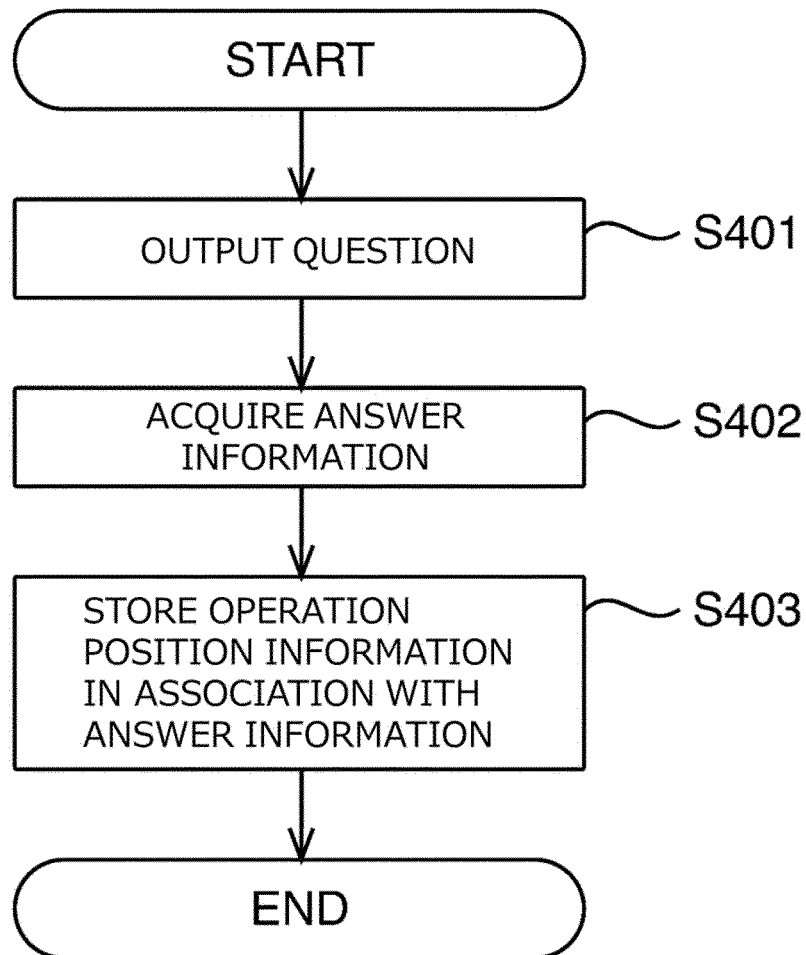 START
OUTPUT QUESTION
S401
ACQUIRE ANSWER
INFORMATION
S402
STORE OPERATION
POSITION INFORMATION
IN ASSOCIATION WITH
ANSWER INFORMATION
S403
END